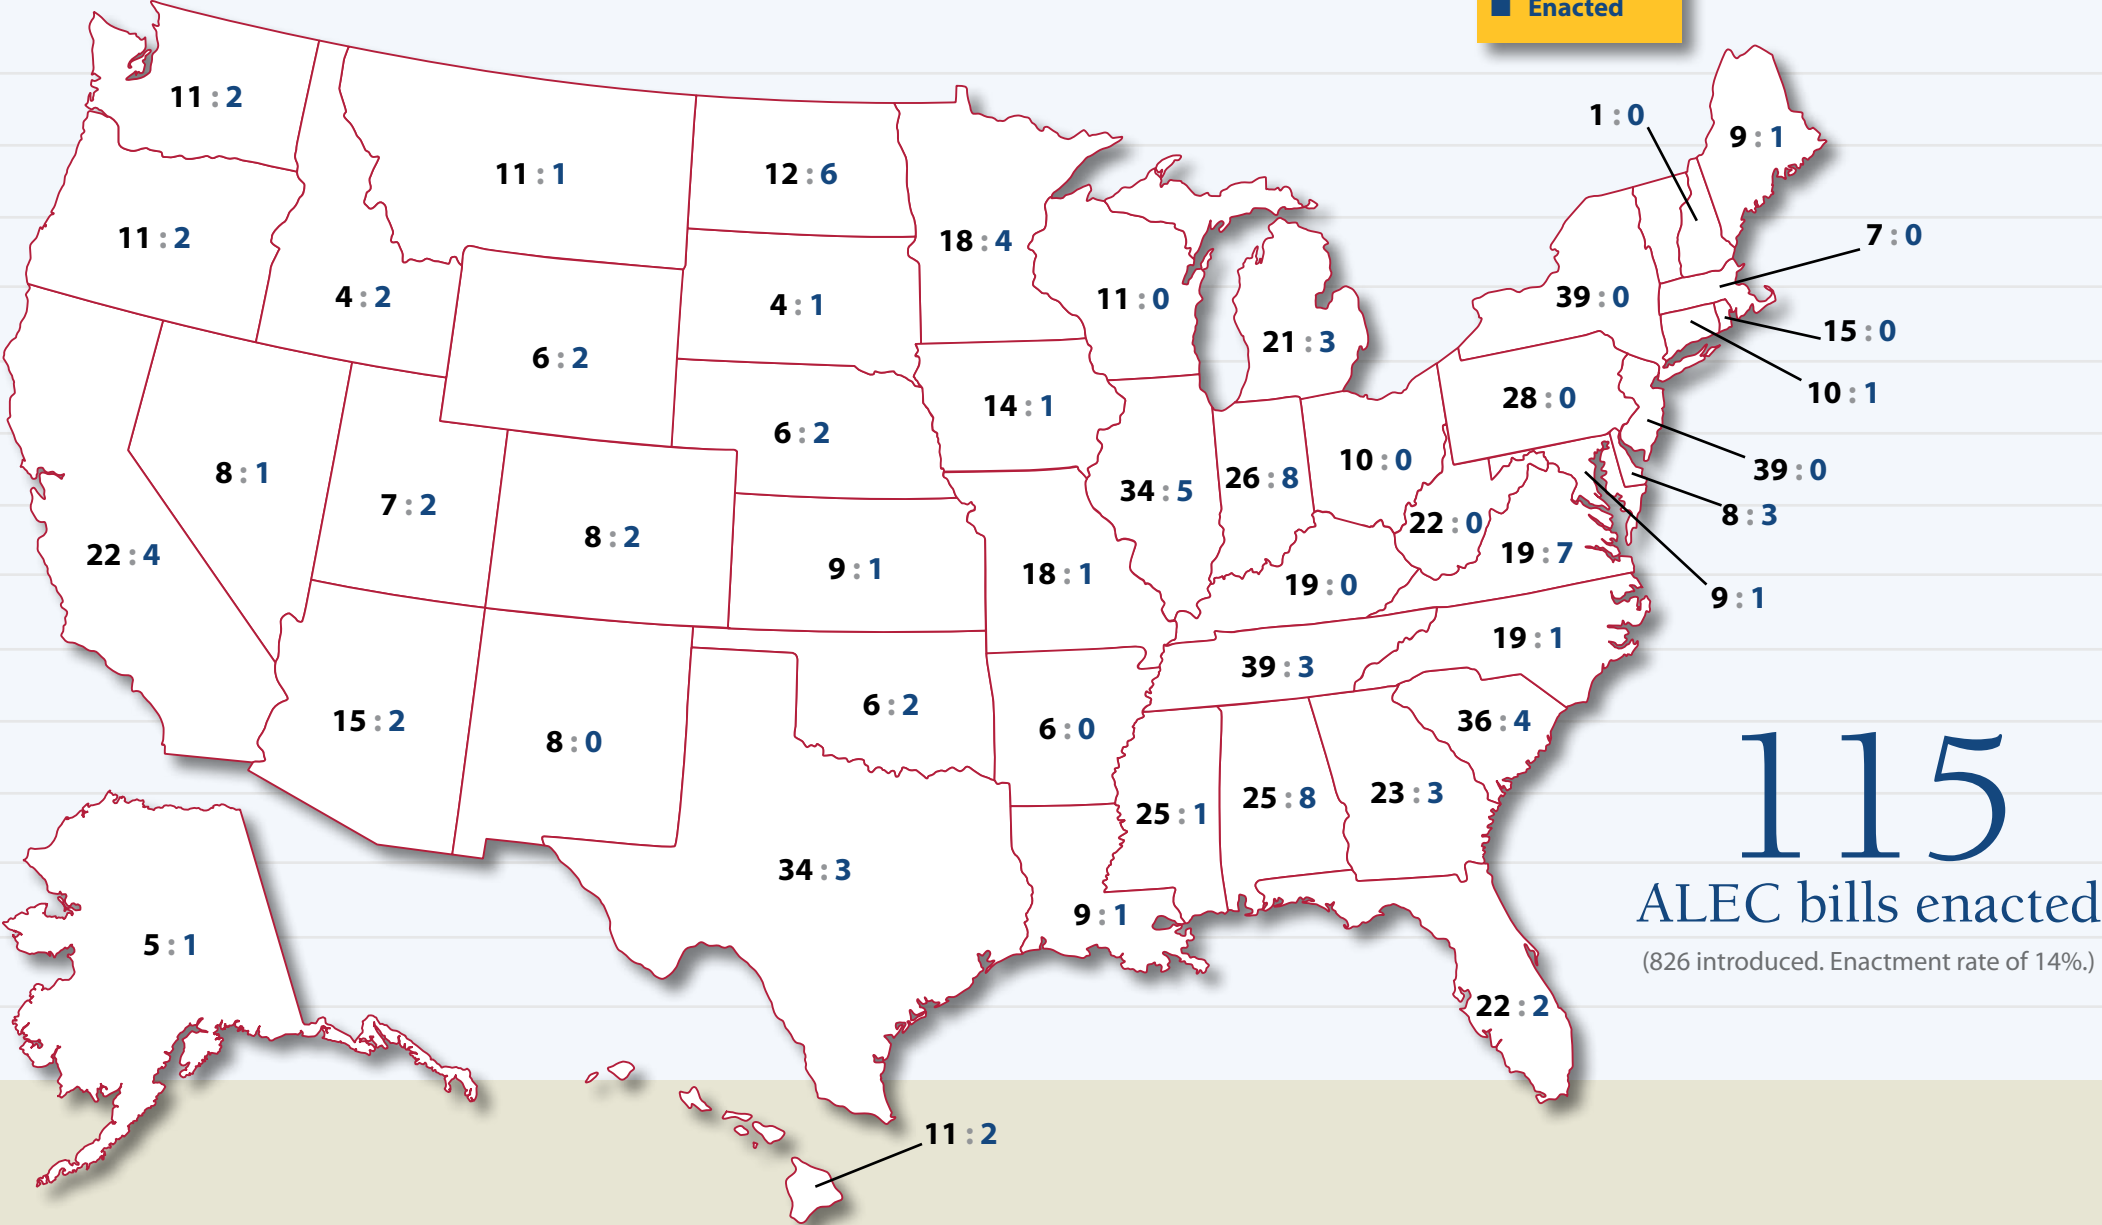 Enacted
11 : 2
1 : 0
9 : 1
11 : 1
12 : 6
11 : 2
18 : 4
7 : 0
4 : 2
4 : 1
11 : 0
39 : 0
6 : 2
21 : 3
15 : 0
14 : 1
28 : 0
10 : 1
6 : 2
8 : 1
10 : 0
39 : 0
7 : 2
34 : 5
26 : 8
8 : 3
22 : 4
8 : 2
22 : 0
19 : 7
9 : 1
18 : 1
19 : 0
9 : 1
19 : 1
39 : 3
15 : 2
8 : 0
6 : 2
6 : 0
36 : 4
25 : 1
25 : 8
23 : 3
115
ALEC bills enacted
(826 introduced. Enactment rate of 14%.)
34 : 3
9 : 1
5 : 1
22 : 2
11 : 2